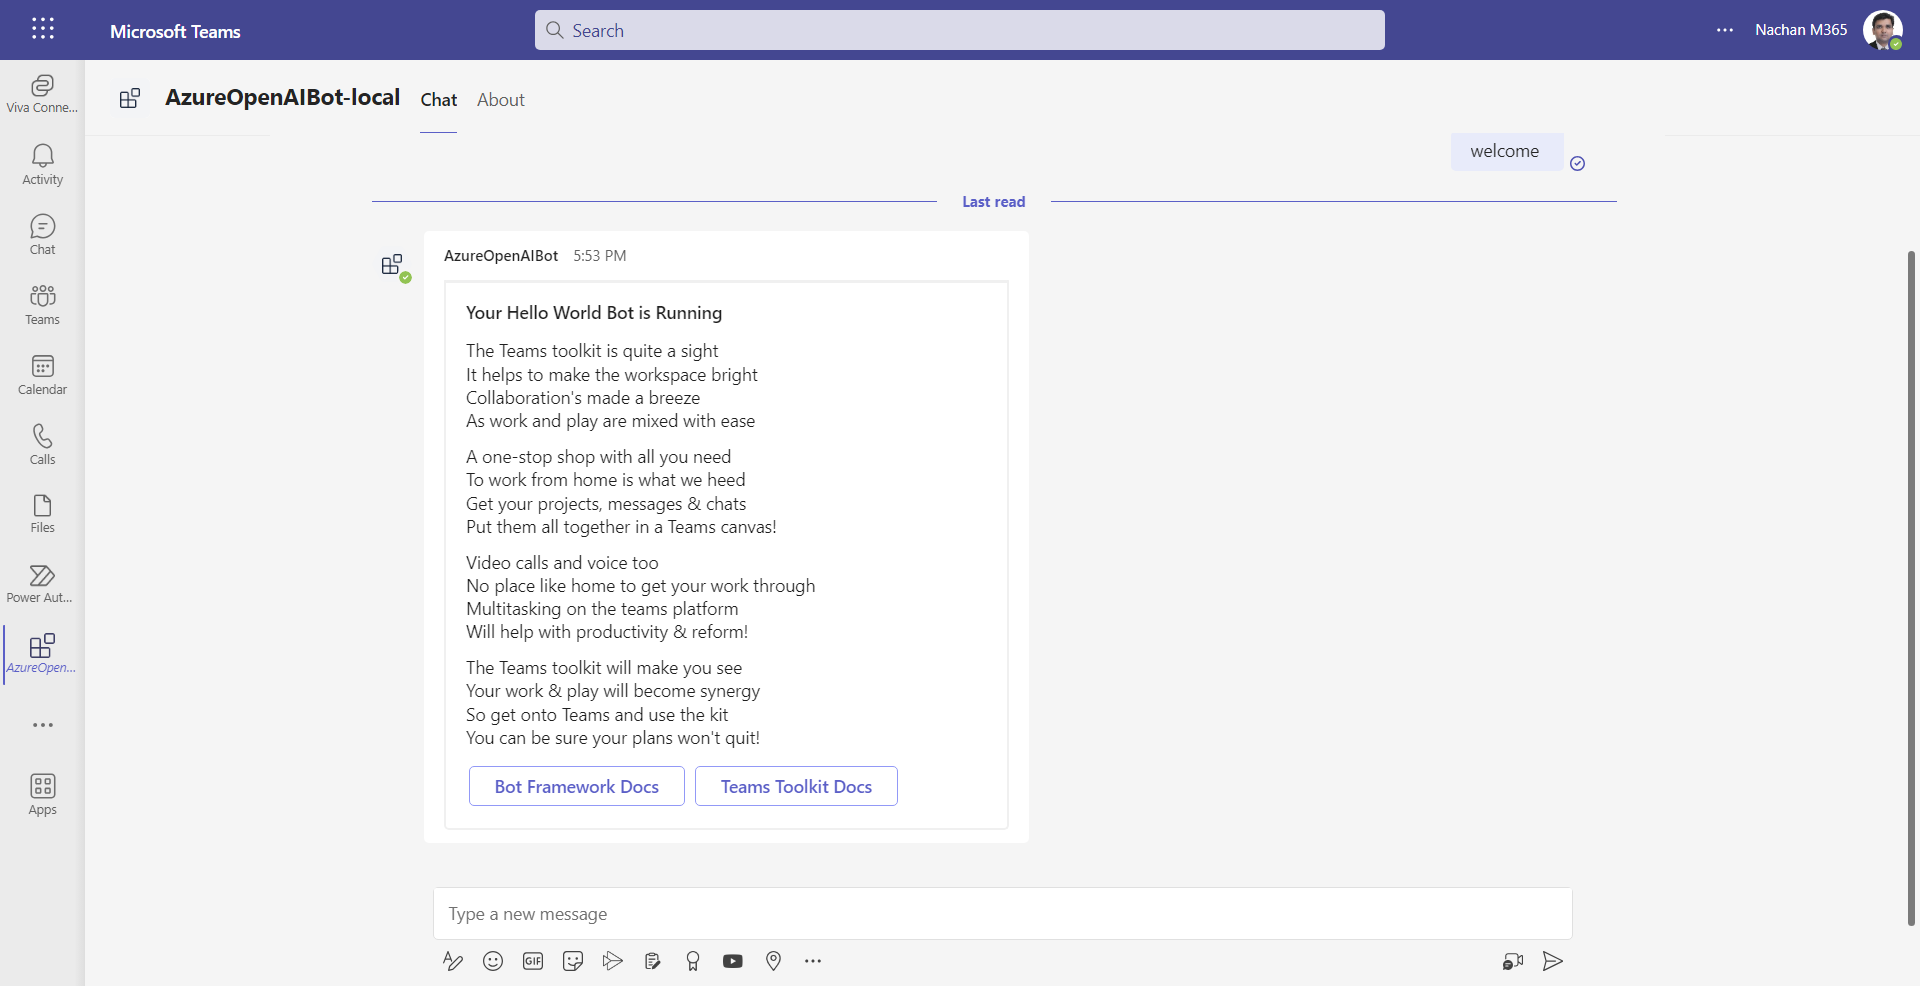 Microsoft Teams
Search
Nachan M365
Viva Conne...
Activity
Chat
Teams
Calendar
Calls
Files
Power Aut...
AzureOpen...
Apps
AzureOpenAIBot-local
Chat
About
welcome
Last read
AzureOpenAIBot 5:53 PM
Your Hello World Bot is Running
The Teams toolkit is quite a sight
It helps to make the workspace bright
Collaboration's made a breeze
As work and play are mixed with ease
A one-stop shop with all you need
To work from home is what we heed
Get your projects, messages & chats
Put them all together in a Teams canvas!
Video calls and voice too
No place like home to get your work through
Multitasking on the teams platform
Will help with productivity & reform!
The Teams toolkit will make you see
Your work & play will become synergy
So get onto Teams and use the kit
You can be sure your plans won't quit!
Bot Framework Docs
Teams Toolkit Docs
Type a new message
GIF